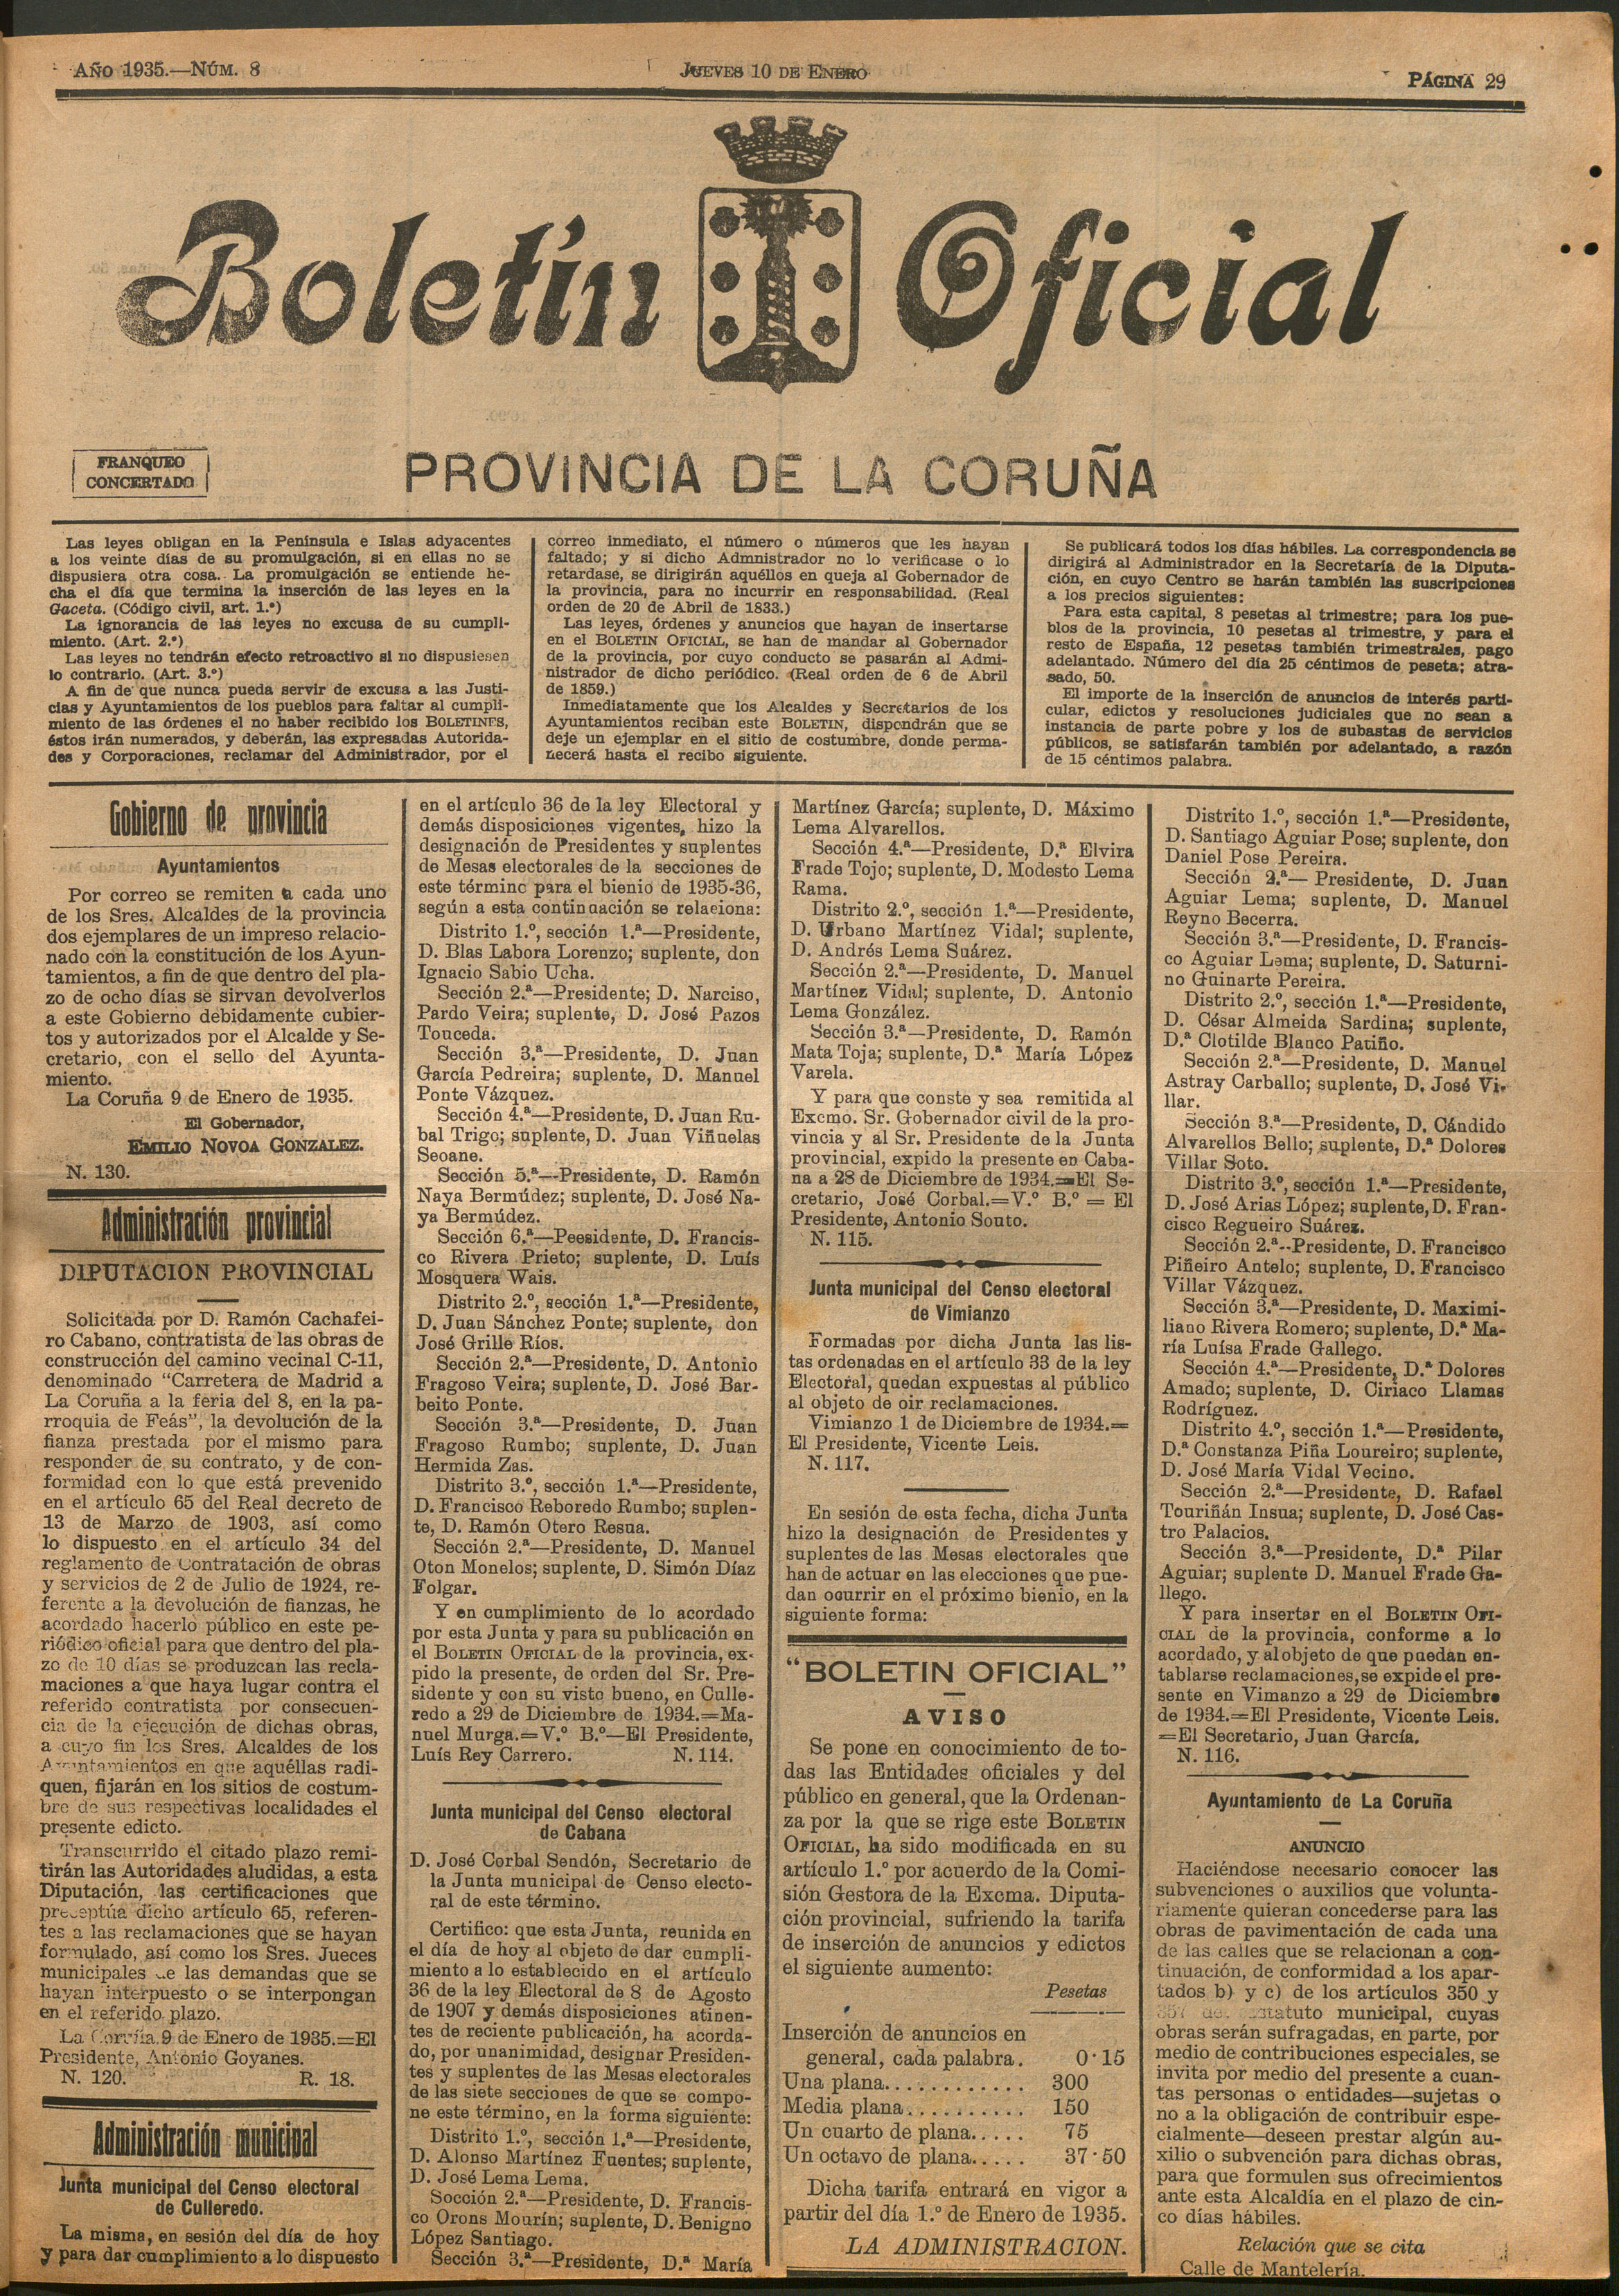 AÑO 1935.—NÚM. 8
JUEVES 10 DE ENERO
PÁGINA 29
Boletín Oficial
FRANQUEO
CONCERTADO
PROVINCIA DE LA CORUÑA
Las leyes obligan en la Península e Islas adyacentes
a los veinte días de su promulgación, si en ellas no se
dispusiera otra cosa. La promulgación se entiende he-
cha el día que termina la inserción de las leyes en la
Gaceta. (Código civil, art. 1.º)
La ignorancia de las leyes no excusa de su cumpli-
miento. (Art. 2.º)
Las leyes no tendrán efecto retroactivo si no dispusiesen
lo contrario. (Art. 3.º)
A fin de que nunca pueda servir de excusa a las Justi-
cias y Ayuntamientos de los pueblos para faltar al cumpli-
miento de las órdenes el no haber recibido los BOLETINES,
éstos irán numerados, y deberán, las expresadas Autorida-
des y Corporaciones, reclamar del Administrador, por el
correo inmediato, el número o números que les hayan
faltado; y si dicho Admnistrador no lo verificase o lo
retardase, se dirigirán aquéllos en queja al Gobernador de
la provincia, para no incurrir en responsabilidad. (Real
orden de 20 de Abril de 1833.)
Las leyes, órdenes y anuncios que hayan de insertarse
en el BOLETIN OFICIAL, se han de mandar al Gobernador
de la provincia, por cuyo conducto se pasarán al Admi-
nistrador de dicho periódico. (Real orden de 6 de Abril
de 1859.)
Inmediatamente que los Alcaldes y Secretarios de los
Ayuntamientos reciban este BOLETIN, dispondrán que se
deje un ejemplar en el sitio de costumbre, donde perma-
necerá hasta el recibo siguiente.
Se publicará todos los días hábiles. La correspondencia se
dirigirá al Administrador en la Secretaría de la Diputa-
ción, en cuyo Centro se harán también las suscripciones
a los precios siguientes:
Para esta capital, 8 pesetas al trimestre; para los pue-
blos de la provincia, 10 pesetas al trimestre, y para el
resto de España, 12 pesetas también trimestrales, pago
adelantado. Número del día 25 céntimos de peseta; atra-
sado, 50.
El importe de la inserción de anuncios de interés parti-
cular, edictos y resoluciones judiciales que no sean a
instancia de parte pobre y los de subastas de servicios
públicos, se satisfarán también por adelantado, a razón
de 15 céntimos palabra.
Gobierno de provincia
Ayuntamientos
Por correo se remiten a cada uno
de los Sres. Alcaldes de la provincia
dos ejemplares de un impreso relacio-
nado con la constitución de los Ayun-
tamientos, a fin de que dentro del pla-
zo de ocho días se sirvan devolverlos
a este Gobierno debidamente cubier-
tos y autorizados por el Alcalde y Se-
cretario, con el sello del Ayunta-
miento.
La Coruña 9 de Enero de 1935.
El Gobernador,
EMILIO NOVOA GONZALEZ.
N. 130.
Administración provincial
DIPUTACION PROVINCIAL
Solicitada por D. Ramón Cachafei-
ro Cabano, contratista de las obras de
construcción del camino vecinal C-11,
denominado "Carretera de Madrid a
La Coruña a la feria del 8, en la pa-
rroquia de Feás", la devolución de la
fianza prestada por el mismo para
responder de su contrato, y de con-
formidad con lo que está prevenido
en el artículo 65 del Real decreto de
13 de Marzo de 1903, así como
lo dispuesto en el artículo 34 del
reglamento de Contratación de obras
y servicios de 2 de Julio de 1924, re-
ferente a la devolución de fianzas, he
acordado hacerlo público en este pe-
riódico oficial para que dentro del pla-
zo de 10 días se produzcan las recla-
maciones a que haya lugar contra el
referido contratista por consecuen-
cia de la ejecución de dichas obras,
a cuyo fin los Sres. Alcaldes de los
Ayuntamientos en que aquéllas radi-
quen, fijarán en los sitios de costum-
bre de sus respectivas localidades el
presente edicto.
Transcurrido el citado plazo remi-
tirán las Autoridades aludidas, a esta
Diputación, las certificaciones que
preceptúa dicho artículo 65, referen-
tes a las reclamaciones que se hayan
formulado, así como los Sres. Jueces
municipales de las demandas que se
hayan interpuesto o se interpongan
en el referido plazo.
La Coruña 9 de Enero de 1935.=El
Presidente, Antonio Goyanes.
N. 120. R. 18.
Administración municipal
Junta municipal del Censo electoral
de Culleredo.
La misma, en sesión del día de hoy
y para dar cumplimiento a lo dispuesto
en el artículo 36 de la ley Electoral y
demás disposiciones vigentes, hizo la
designación de Presidentes y suplentes
de Mesas electorales de la secciones de
este términc para el bienio de 1935-36,
según a esta continuación se relaciona:
Distrito 1.º, sección 1.ª—Presidente,
D. Blas Labora Lorenzo; suplente, don
Ignacio Sabio Ucha.
Sección 2.ª—Presidente; D. Narciso,
Pardo Veira; suplente, D. José Pazos
Touceda.
Sección 3.ª—Presidente, D. Juan
García Pedreira; suplente, D. Manuel
Ponte Vázquez.
Sección 4.ª—Presidente, D. Juan Ru-
bal Trigo; suplente, D. Juan Viñuelas
Seoane.
Sección 5.ª—Presidente, D. Ramón
Naya Bermúdez; suplente, D. José Na-
ya Bermúdez.
Sección 6.ª—Peesidente, D. Francis-
co Rivera Prieto; suplente, D. Luís
Mosquera Wais.
Distrito 2.º, sección 1.ª—Presidente,
D. Juan Sánchez Ponte; suplente, don
José Grille Ríos.
Sección 2.ª—Presidente, D. Antonio
Fragoso Veira; suplente, D. José Bar-
beito Ponte.
Sección 3.ª—Presidente, D. Juan
Fragoso Rumbo; suplente, D. Juan
Hermida Zas.
Distrito 3.º, sección 1.ª—Presidente,
D. Francisco Reboredo Rumbo; suplen-
te, D. Ramón Otero Resua.
Sección 2.ª—Presidente, D. Manuel
Oton Monelos; suplente, D. Simón Díaz
Folgar.
Y en cumplimiento de lo acordado
por esta Junta y para su publicación en
el BOLETIN OFICIAL de la provincia, ex-
pido la presente, de orden del Sr. Pre-
sidente y con su visto bueno, en Culle-
redo a 29 de Diciembre de 1934.=Ma-
nuel Murga.=V.º B.º—El Presidente,
Luís Rey Carrero. N. 114.
Junta municipal del Censo electoral
de Cabana
D. José Corbal Sendón, Secretario de
la Junta municipal de Censo electo-
ral de este término.
Certifico: que esta Junta, reunida en
el día de hoy al objeto de dar cumpli-
miento a lo establecido en el artículo
36 de la ley Electoral de 8 de Agosto
de 1907 y demás disposiciones atinen-
tes de reciente publicación, ha acorda-
do, por unanimidad, designar Presiden-
tes y suplentes de las Mesas electorales
de las siete secciones de que se compo-
ne este término, en la forma siguiente:
Distrito 1.º, sección 1.ª—Presidente,
D. Alonso Martínez Fuentes; suplente,
D. José Lema Lema.
Socción 2.ª—Presidente, D. Francis-
co Orons Mourín; suplente, D. Benigno
López Santiago.
Sección 3.ª—Presidente, D.ª María
Martínez García; suplente, D. Máximo
Lema Alvarellos.
Sección 4.ª—Presidente, D.ª Elvira
Frade Tojo; suplente, D. Modesto Lema
Rama.
Distrito 2.º, sección 1.ª—Presidente,
D. Urbano Martínez Vidal; suplente,
D. Andrés Lema Suárez.
Sección 2.ª—Presidente, D. Manuel
Martínez Vidal; suplente, D. Antonio
Lema González.
Sección 3.ª—Presidente, D. Ramón
Mata Toja; suplente, D.ª María López
Varela.
Y para que conste y sea remitida al
Excmo. Sr. Gobernador civil de la pro-
vincia y al Sr. Presidente de la Junta
provincial, expido la presente en Caba-
na a 28 de Diciembre de 1934.=El Se-
cretario, José Corbal.=V.º B.º = El
Presidente, Antonio Souto.
N. 115.
Junta municipal del Censo electoral
de Vimianzo
Formadas por dicha Junta las lis-
tas ordenadas en el artículo 33 de la ley
Electoral, quedan expuestas al público
al objeto de oir reclamaciones.
Vimianzo 1 de Diciembre de 1934.=
El Presidente, Vicente Leis.
N. 117.
En sesión de esta fecha, dicha Junta
hizo la designación de Presidentes y
suplentes de las Mesas electorales que
han de actuar en las elecciones que pue-
dan ocurrir en el próximo bienio, en la
siguiente forma:
"BOLETIN OFICIAL"
AVISO
Se pone en conocimiento de to-
das las Entidades oficiales y del
público en general, que la Ordenan-
za por la que se rige este BOLETIN
OFICIAL, ha sido modificada en su
artículo 1.º por acuerdo de la Comi-
sión Gestora de la Excma. Diputa-
ción provincial, sufriendo la tarifa
de inserción de anuncios y edictos
el siguiente aumento:
Pesetas
Inserción de anuncios en
general, cada palabra. 0·15
Una plana............ 300
Media plana.......... 150
Un cuarto de plana..... 75
Un octavo de plana..... 37·50
Dicha tarifa entrará en vigor a
partir del día 1.º de Enero de 1935.
LA ADMINISTRACION.
Distrito 1.º, sección 1.ª—Presidente,
D. Santiago Aguiar Pose; suplente, don
Daniel Pose Pereira.
Sección 2.ª— Presidente, D. Juan
Aguiar Lema; suplente, D. Manuel
Reyno Becerra.
Sección 3.ª—Presidente, D. Francis-
co Aguiar Lema; suplente, D. Saturni-
no Guinarte Pereira.
Distrito 2.º, sección 1.ª—Presidente,
D. César Almeida Sardina; suplente,
D.ª Clotilde Blanco Patiño.
Sección 2.ª—Presidente, D. Manuel
Astray Carballo; suplente, D. José Vi-
llar.
Sección 3.ª—Presidente, D. Cándido
Alvarellos Bello; suplente, D.ª Dolores
Villar Soto.
Distrito 3.º, sección 1.ª—Presidente,
D. José Arias López; suplente, D. Fran-
cisco Regueiro Suárez.
Sección 2.ª--Presidente, D. Francisco
Piñeiro Antelo; suplente, D. Francisco
Villar Vázquez.
Sección 3.ª—Presidente, D. Maximi-
liano Rivera Romero; suplente, D.ª Ma-
ría Luísa Frade Gallego.
Sección 4.ª—Presidente, D.ª Dolores
Amado; suplente, D. Ciriaco Llamas
Rodríguez.
Distrito 4.º, sección 1.ª—Presidente,
D.ª Constanza Piña Loureiro; suplente,
D. José María Vidal Vecino.
Sección 2.ª—Presidente, D. Rafael
Touriñán Insua; suplente, D. José Cas-
tro Palacios.
Sección 3.ª—Presidente, D.ª Pilar
Aguiar; suplente D. Manuel Frade Ga-
llego.
Y para insertar en el BOLETIN OFI-
CIAL de la provincia, conforme a lo
acordado, y al objeto de que puedan en-
tablarse reclamaciones, se expide el pre-
sente en Vimanzo a 29 de Diciembre
de 1934.=El Presidente, Vicente Leis.
=El Secretario, Juan García.
N. 116.
Ayuntamiento de La Coruña
ANUNCIO
Haciéndose necesario conocer las
subvenciones o auxilios que volunta-
riamente quieran concederse para las
obras de pavimentación de cada una
de las calles que se relacionan a con-
tinuación, de conformidad a los apar-
tados b) y c) de los artículos 350 y
357 del Estatuto municipal, cuyas
obras serán sufragadas, en parte, por
medio de contribuciones especiales, se
invita por medio del presente a cuan-
tas personas o entidades—sujetas o
no a la obligación de contribuir espe-
cialmente—deseen prestar algún au-
xilio o subvención para dichas obras,
para que formulen sus ofrecimientos
ante esta Alcaldía en el plazo de cin-
co días hábiles.
Relación que se cita
Calle de Mantelería.